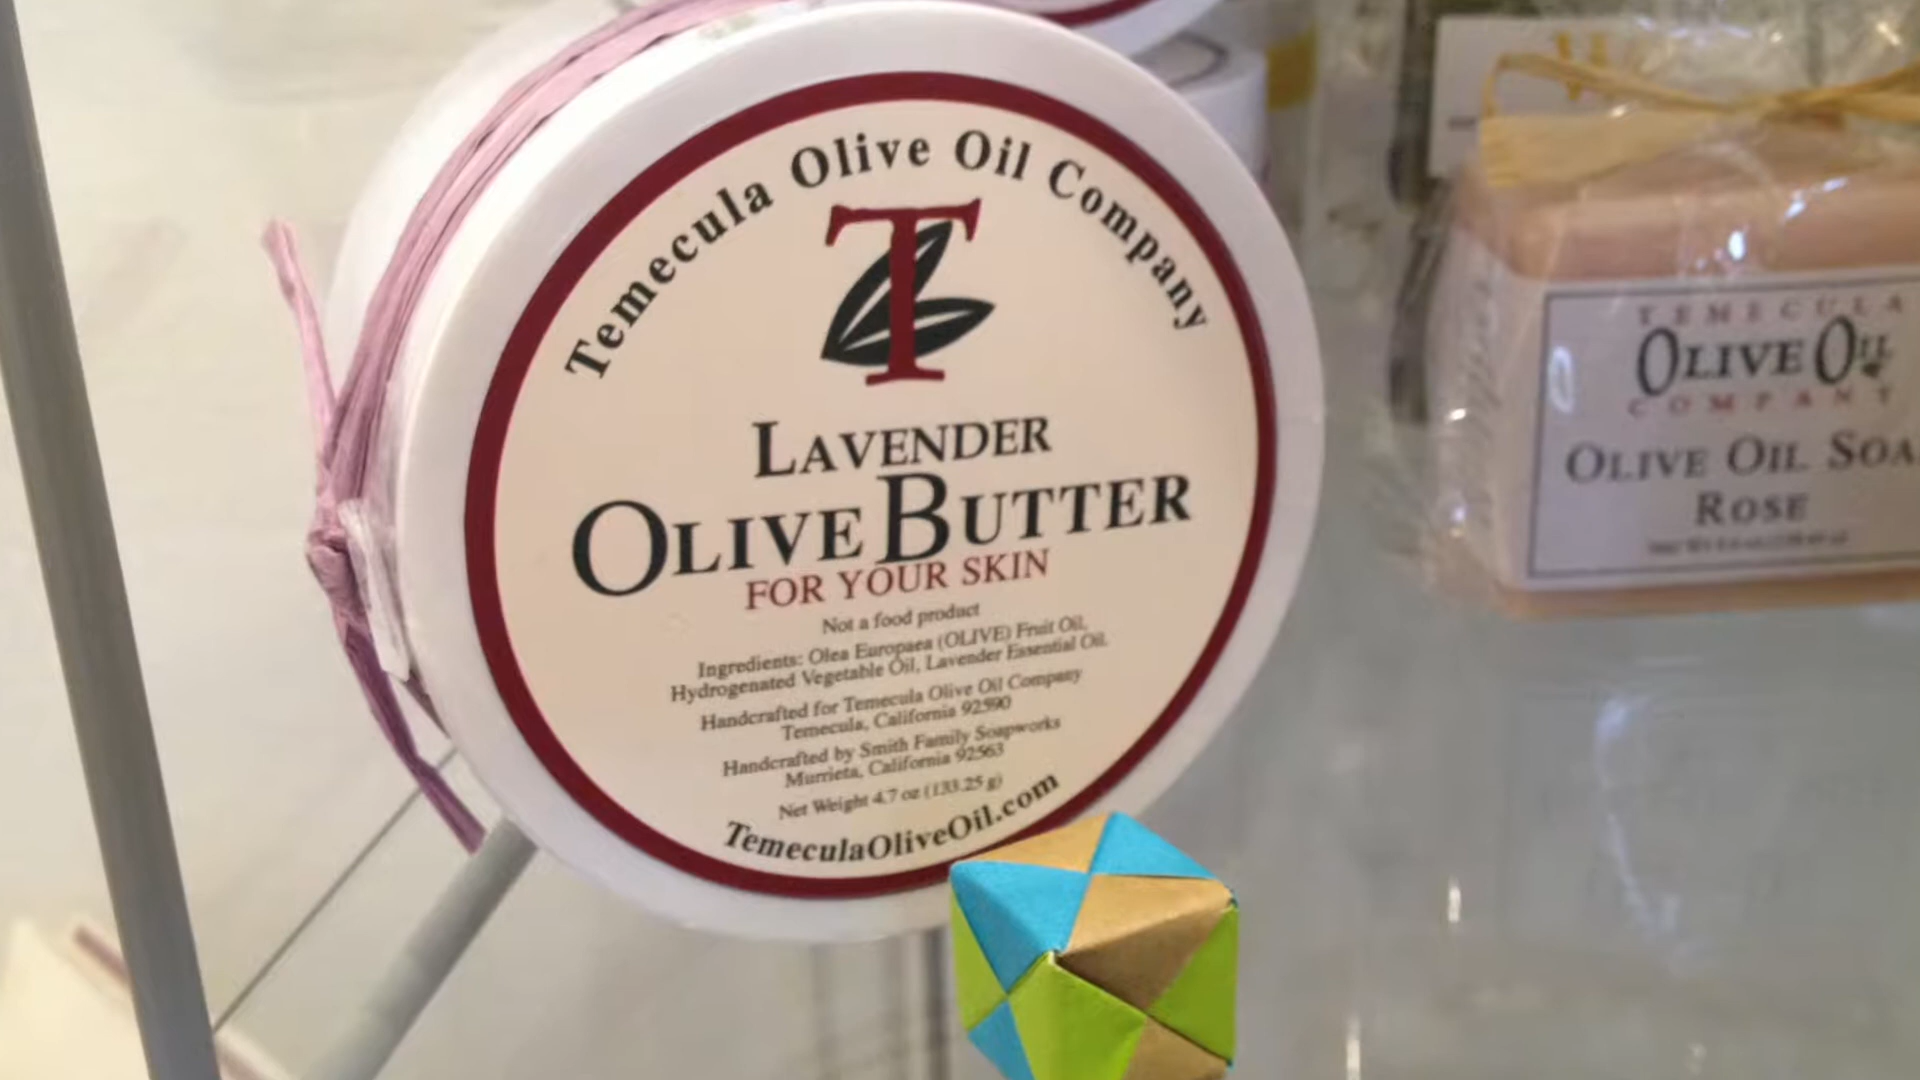 Temecula Olive Oil Company
T
LAVENDER
OLIVE BUTTER
FOR YOUR SKIN
Not a food product
Ingredients: Olea Europaea (OLIVE) Fruit Oil,
Hydrogenated Vegetable Oil, Lavender Essential Oil.
Handcrafted for Temecula Olive Oil Company
Temecula, California 92590
Handcrafted by Smith Family Soapworks
Murrieta, California 92563
Net Weight 4.7 oz (133.25 g)
TemeculaOliveOil.com
TEMECULA
OLIVE OIL
COMPANY
OLIVE OIL SOA
ROSE